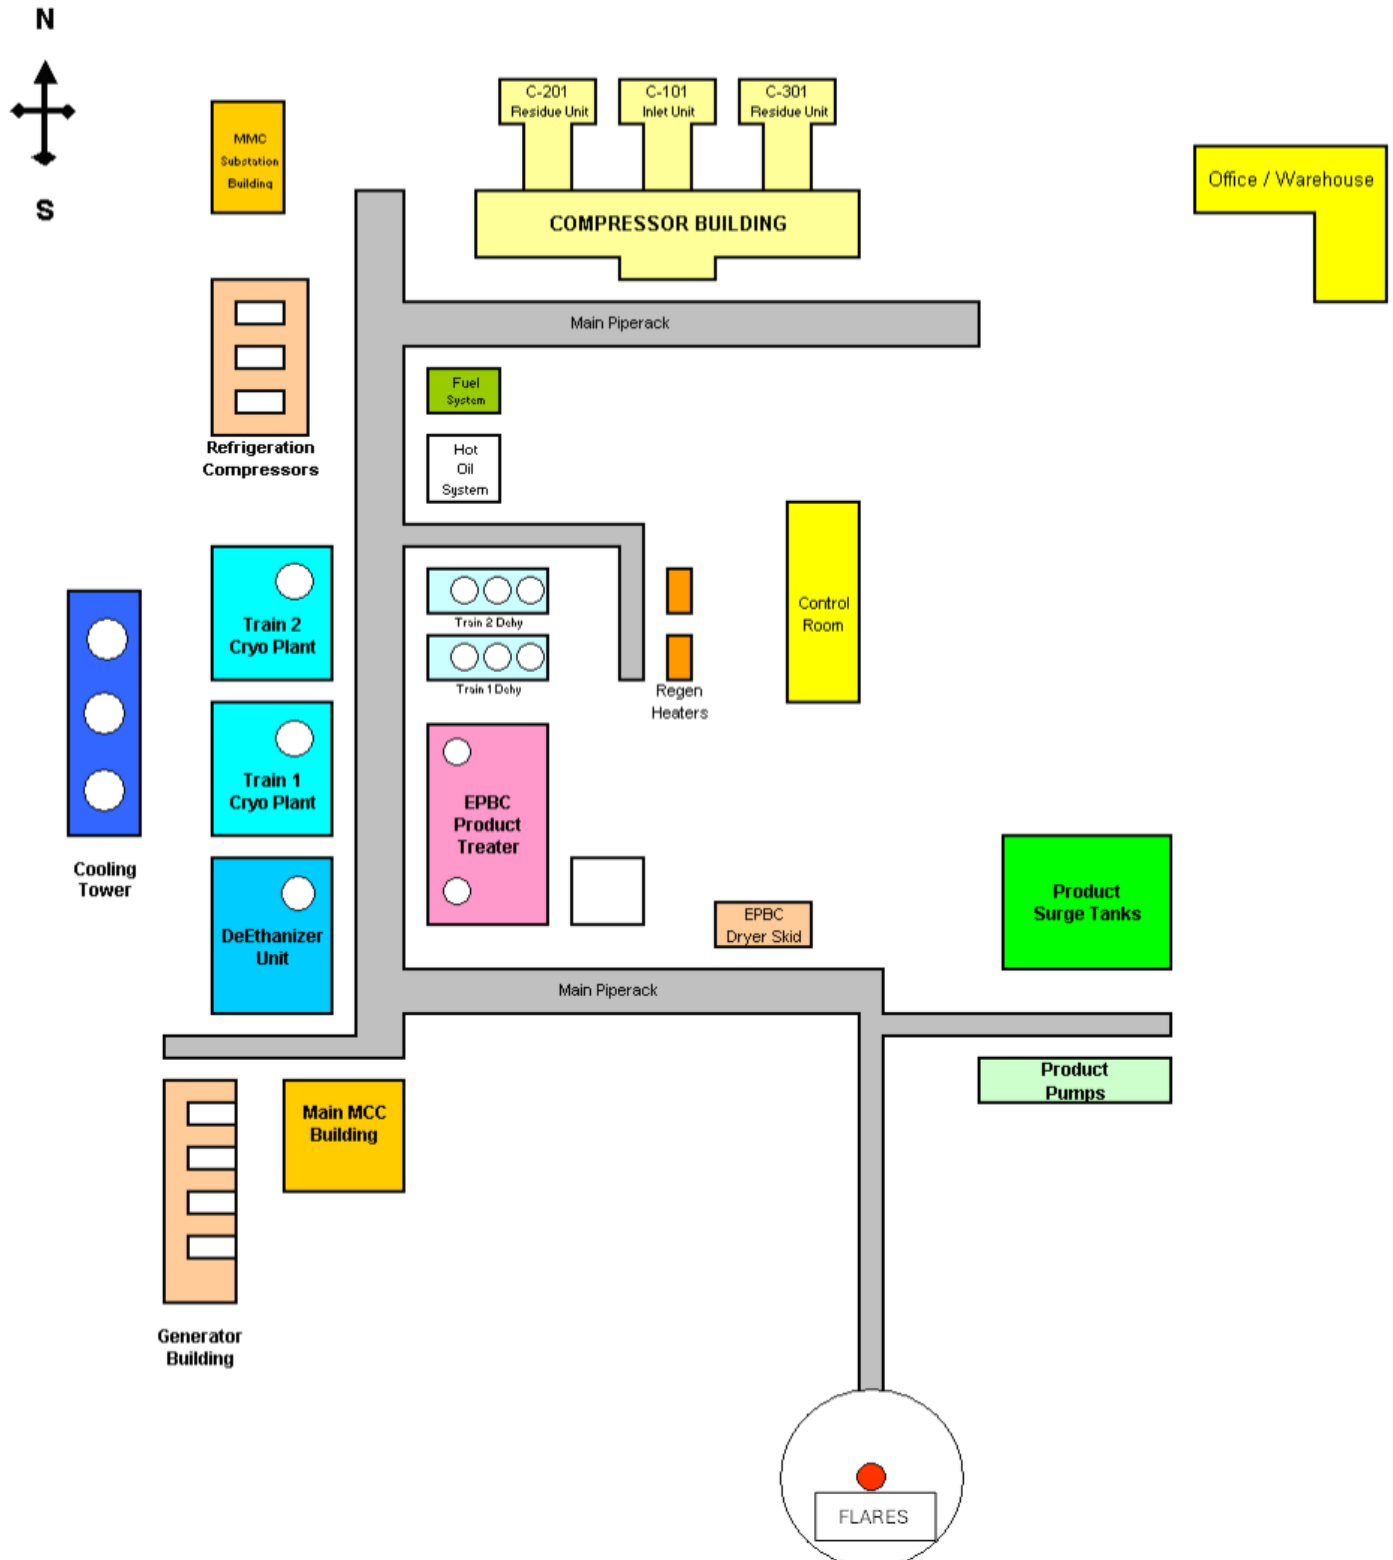 N
S
MMC
Substation
Building
C-201
Residue Unit
C-101
Inlet Unit
C-301
Residue Unit
COMPRESSOR BUILDING
Office / Warehouse
Main Piperack
Refrigeration
Compressors
Fuel
System
Hot
Oil
System
Train 2
Cryo Plant
Train 2 Dehy
Train 1 Dehy
Regen
Heaters
Control
Room
Train 1
Cryo Plant
EPBC
Product
Treater
Cooling
Tower
DeEthanizer
Unit
EPBC
Dryer Skid
Product
Surge Tanks
Main Piperack
Product
Pumps
Main MCC
Building
Generator
Building
FLARES